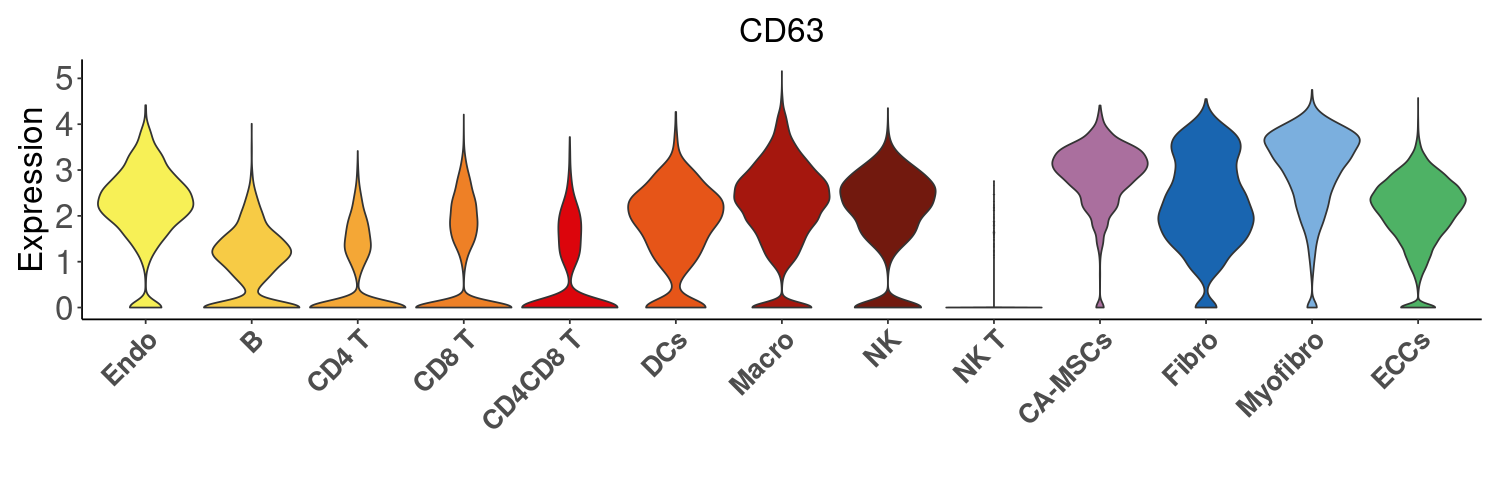 CD63
Expression
5
4
3
2
1
0
Endo
B
CD4 T
CD8 T
CD4CD8 T
DCs
Macro
NK
NK T
CA-MSCs
Fibro
Myofibro
ECCs